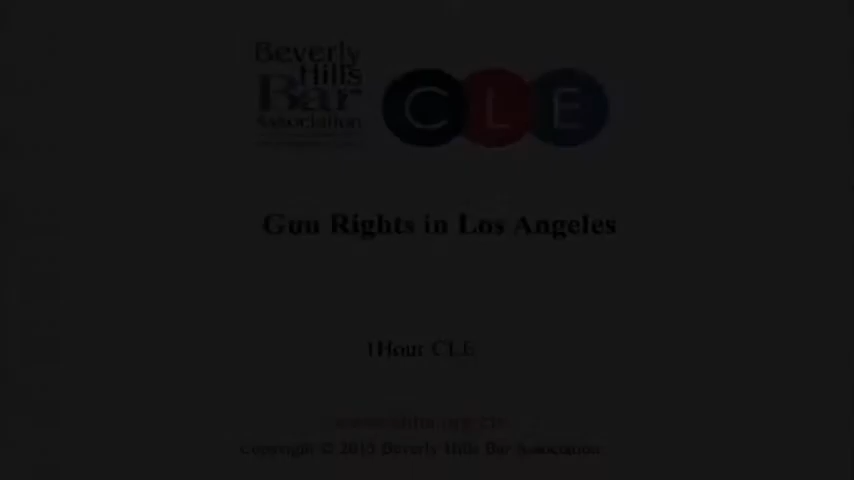 Beverly
Hills
Bar
Association
CLE
Gun Rights in Los Angeles
1Hour CLE
Copyright © 2015 Beverly Hills Bar Association